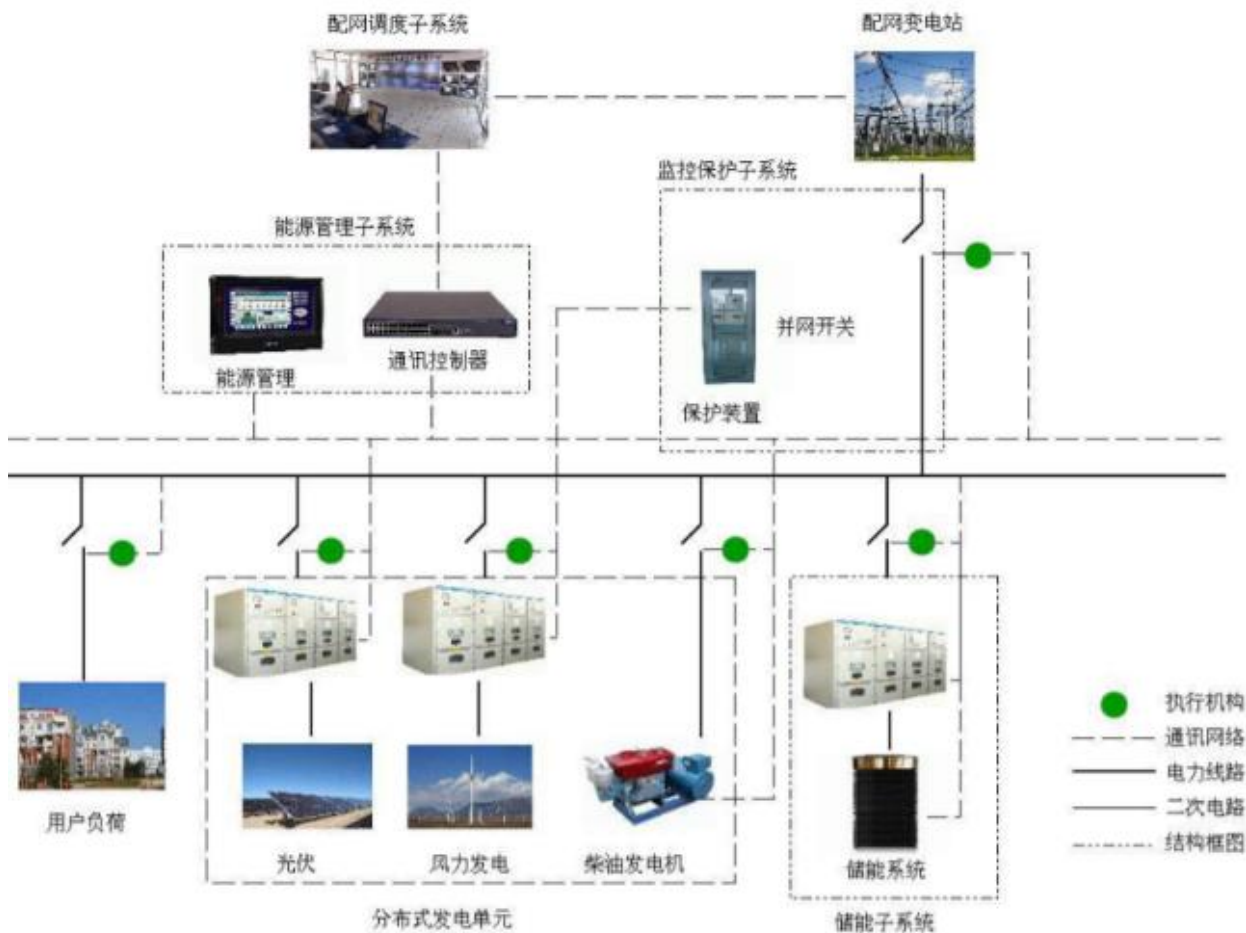 配网调度子系统
配网变电站
监控保护子系统
能源管理子系统
并网开关
能源管理
通讯控制器
保护装置
执行机构
通讯网络
电力线路
二次电路
结构框图
用户负荷
光伏
风力发电
柴油发电机
储能系统
分布式发电单元
储能子系统